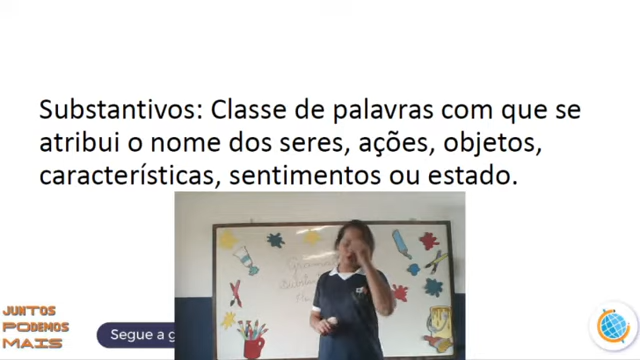 Substantivos: Classe de palavras com que se
atribui o nome dos seres, ações, objetos,
características, sentimentos ou estado.
JUNTOS
PODEMOS
MAIS
Segue a g